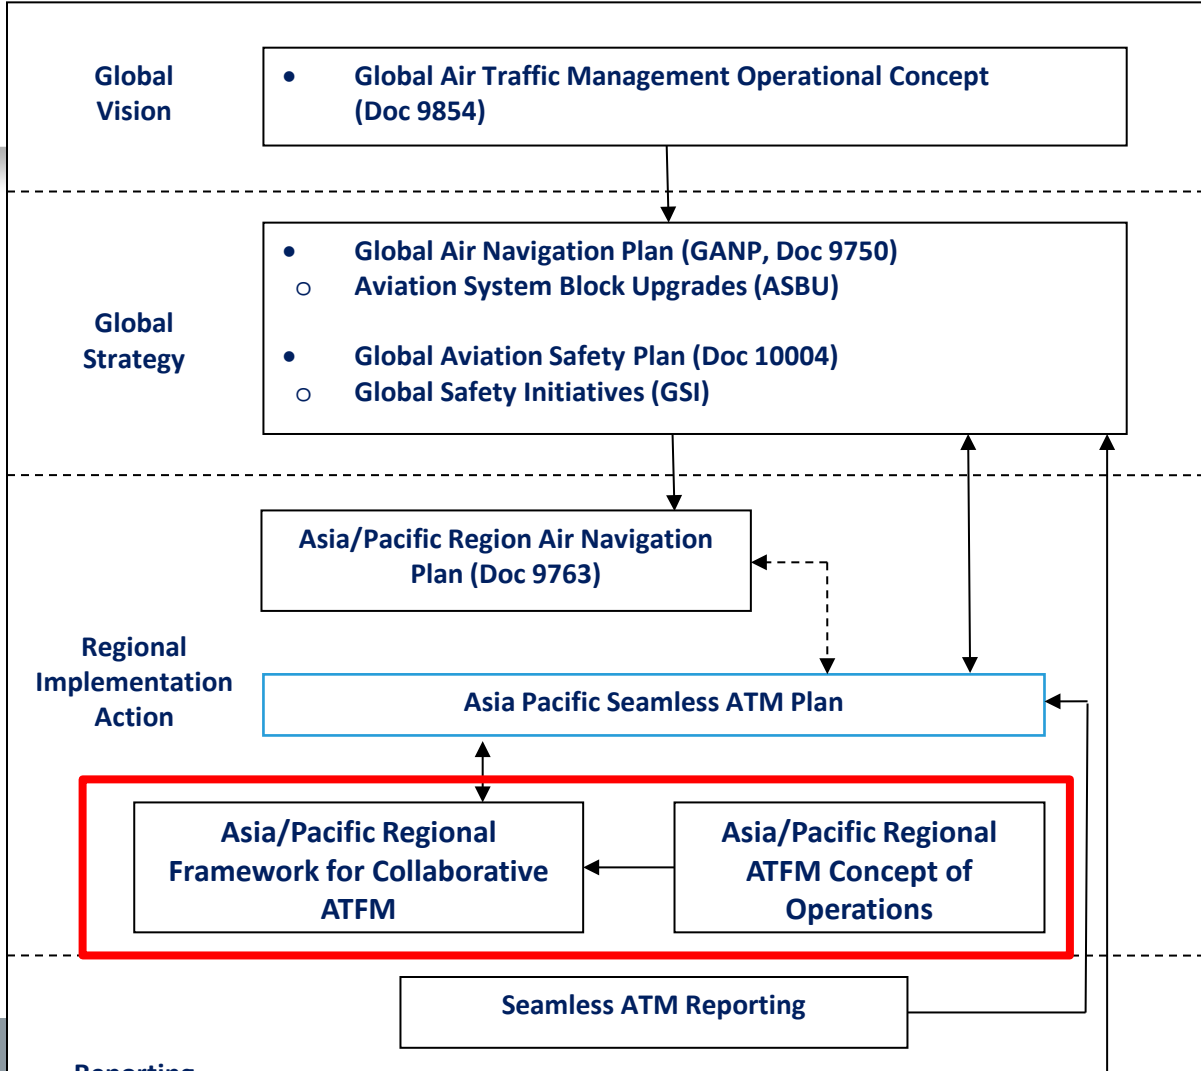 Global
Vision
• Global Air Traffic Management Operational Concept
(Doc 9854)
Global
Strategy
• Global Air Navigation Plan (GANP, Doc 9750)
o Aviation System Block Upgrades (ASBU)
• Global Aviation Safety Plan (Doc 10004)
o Global Safety Initiatives (GSI)
Regional
Implementation
Action
Asia/Pacific Region Air Navigation
Plan (Doc 9763)
Asia Pacific Seamless ATM Plan
Asia/Pacific Regional
Framework for Collaborative
ATFM
Asia/Pacific Regional
ATFM Concept of
Operations
Seamless ATM Reporting
Reporting